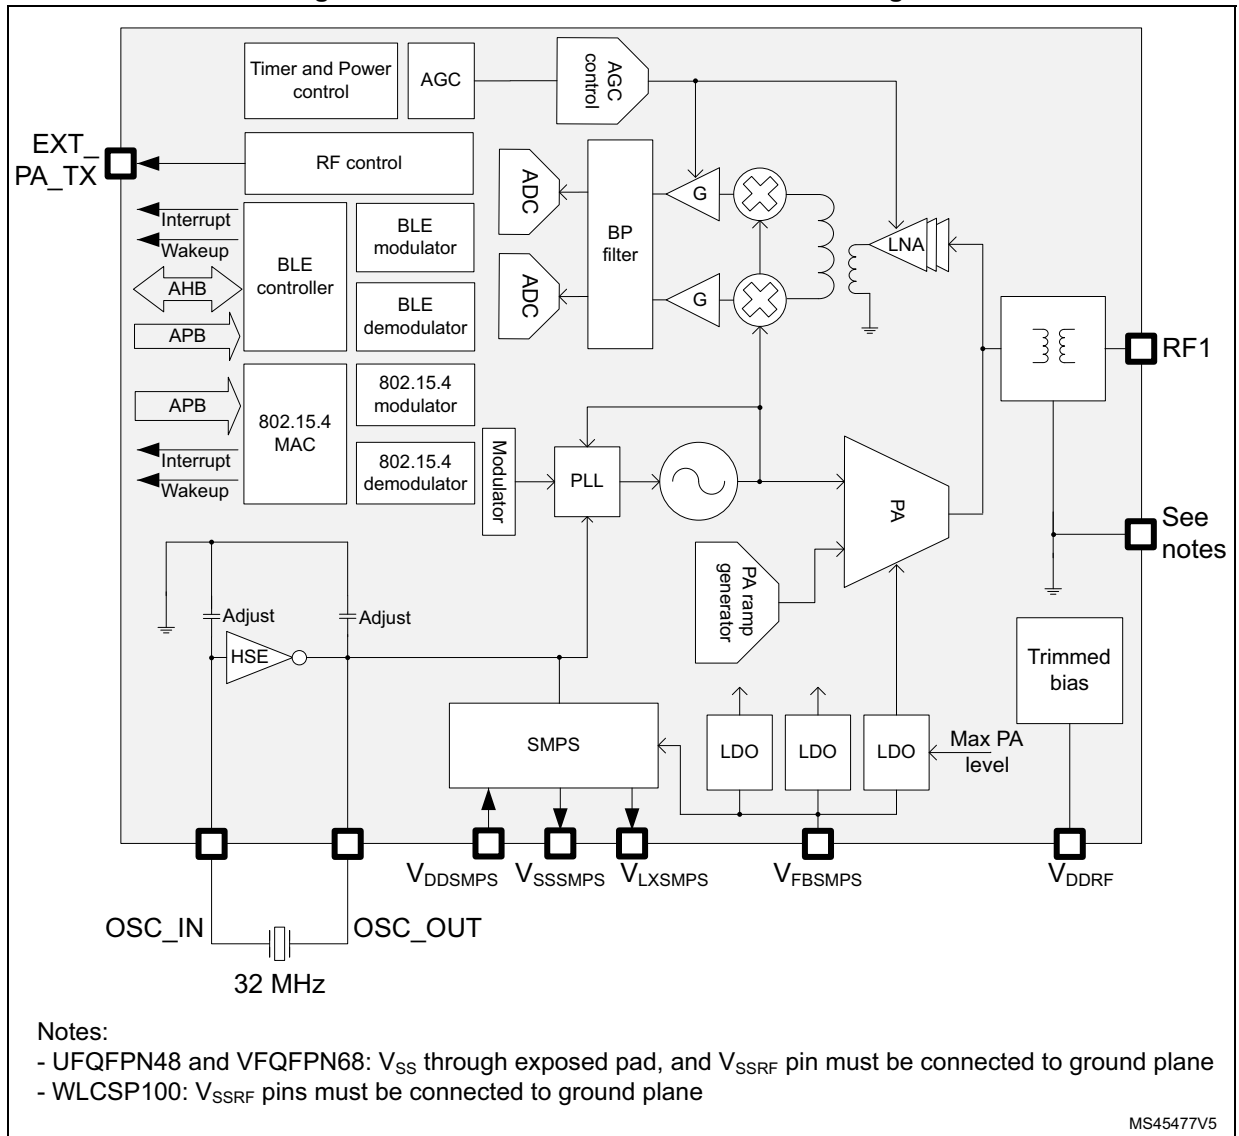 Timer and Power
control
AGC
AGC
control
EXT_
PA_TX
RF control
ADC
BP
filter
G
LNA
Interrupt
Wakeup
BLE
controller
BLE
modulator
AHB
BLE
demodulator
ADC
G
APB
RF1
APB
802.15.4
MAC
802.15.4
modulator
Interrupt
Wakeup
802.15.4
demodulator
Modulator
PLL
PA
See
notes
PA ramp
generator
Adjust
Adjust
HSE
Trimmed
bias
SMPS
LDO
LDO
LDO
Max PA
level
VDDSMPS
VSSSMPS
VLXSMPS
VFBSMPS
VDDRF
OSC_IN
OSC_OUT
32 MHz
Notes:
- UFQFPN48 and VFQFPN68: VSS through exposed pad, and VSSRF pin must be connected to ground plane
- WLCSP100: VSSRF pins must be connected to ground plane
MS45477V5